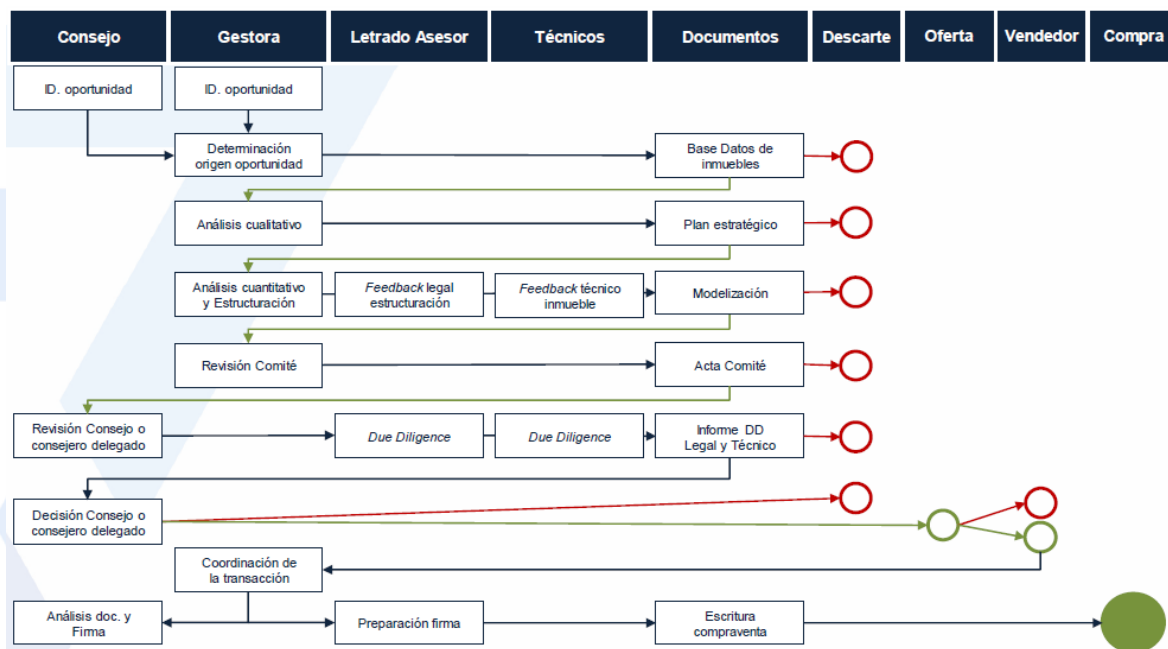 Consejo
Gestora
Letrado Asesor
Técnicos
Documentos
Descarte
Oferta
Vendedor
Compra
ID. oportunidad
ID. oportunidad
Determinación
origen oportunidad
Base Datos de
inmuebles
Análisis cualitativo
Plan estratégico
Análisis cuantitativo
y Estructuración
Feedback legal
estructuración
Feedback técnico
inmueble
Modelización
Revisión Comité
Acta Comité
Revisión Consejo o
consejero delegado
Due Diligence
Due Diligence
Informe DD
Legal y Técnico
Decisión Consejo o
consejero delegado
Coordinación de
la transacción
Análisis doc. y
Firma
Preparación firma
Escritura
compraventa